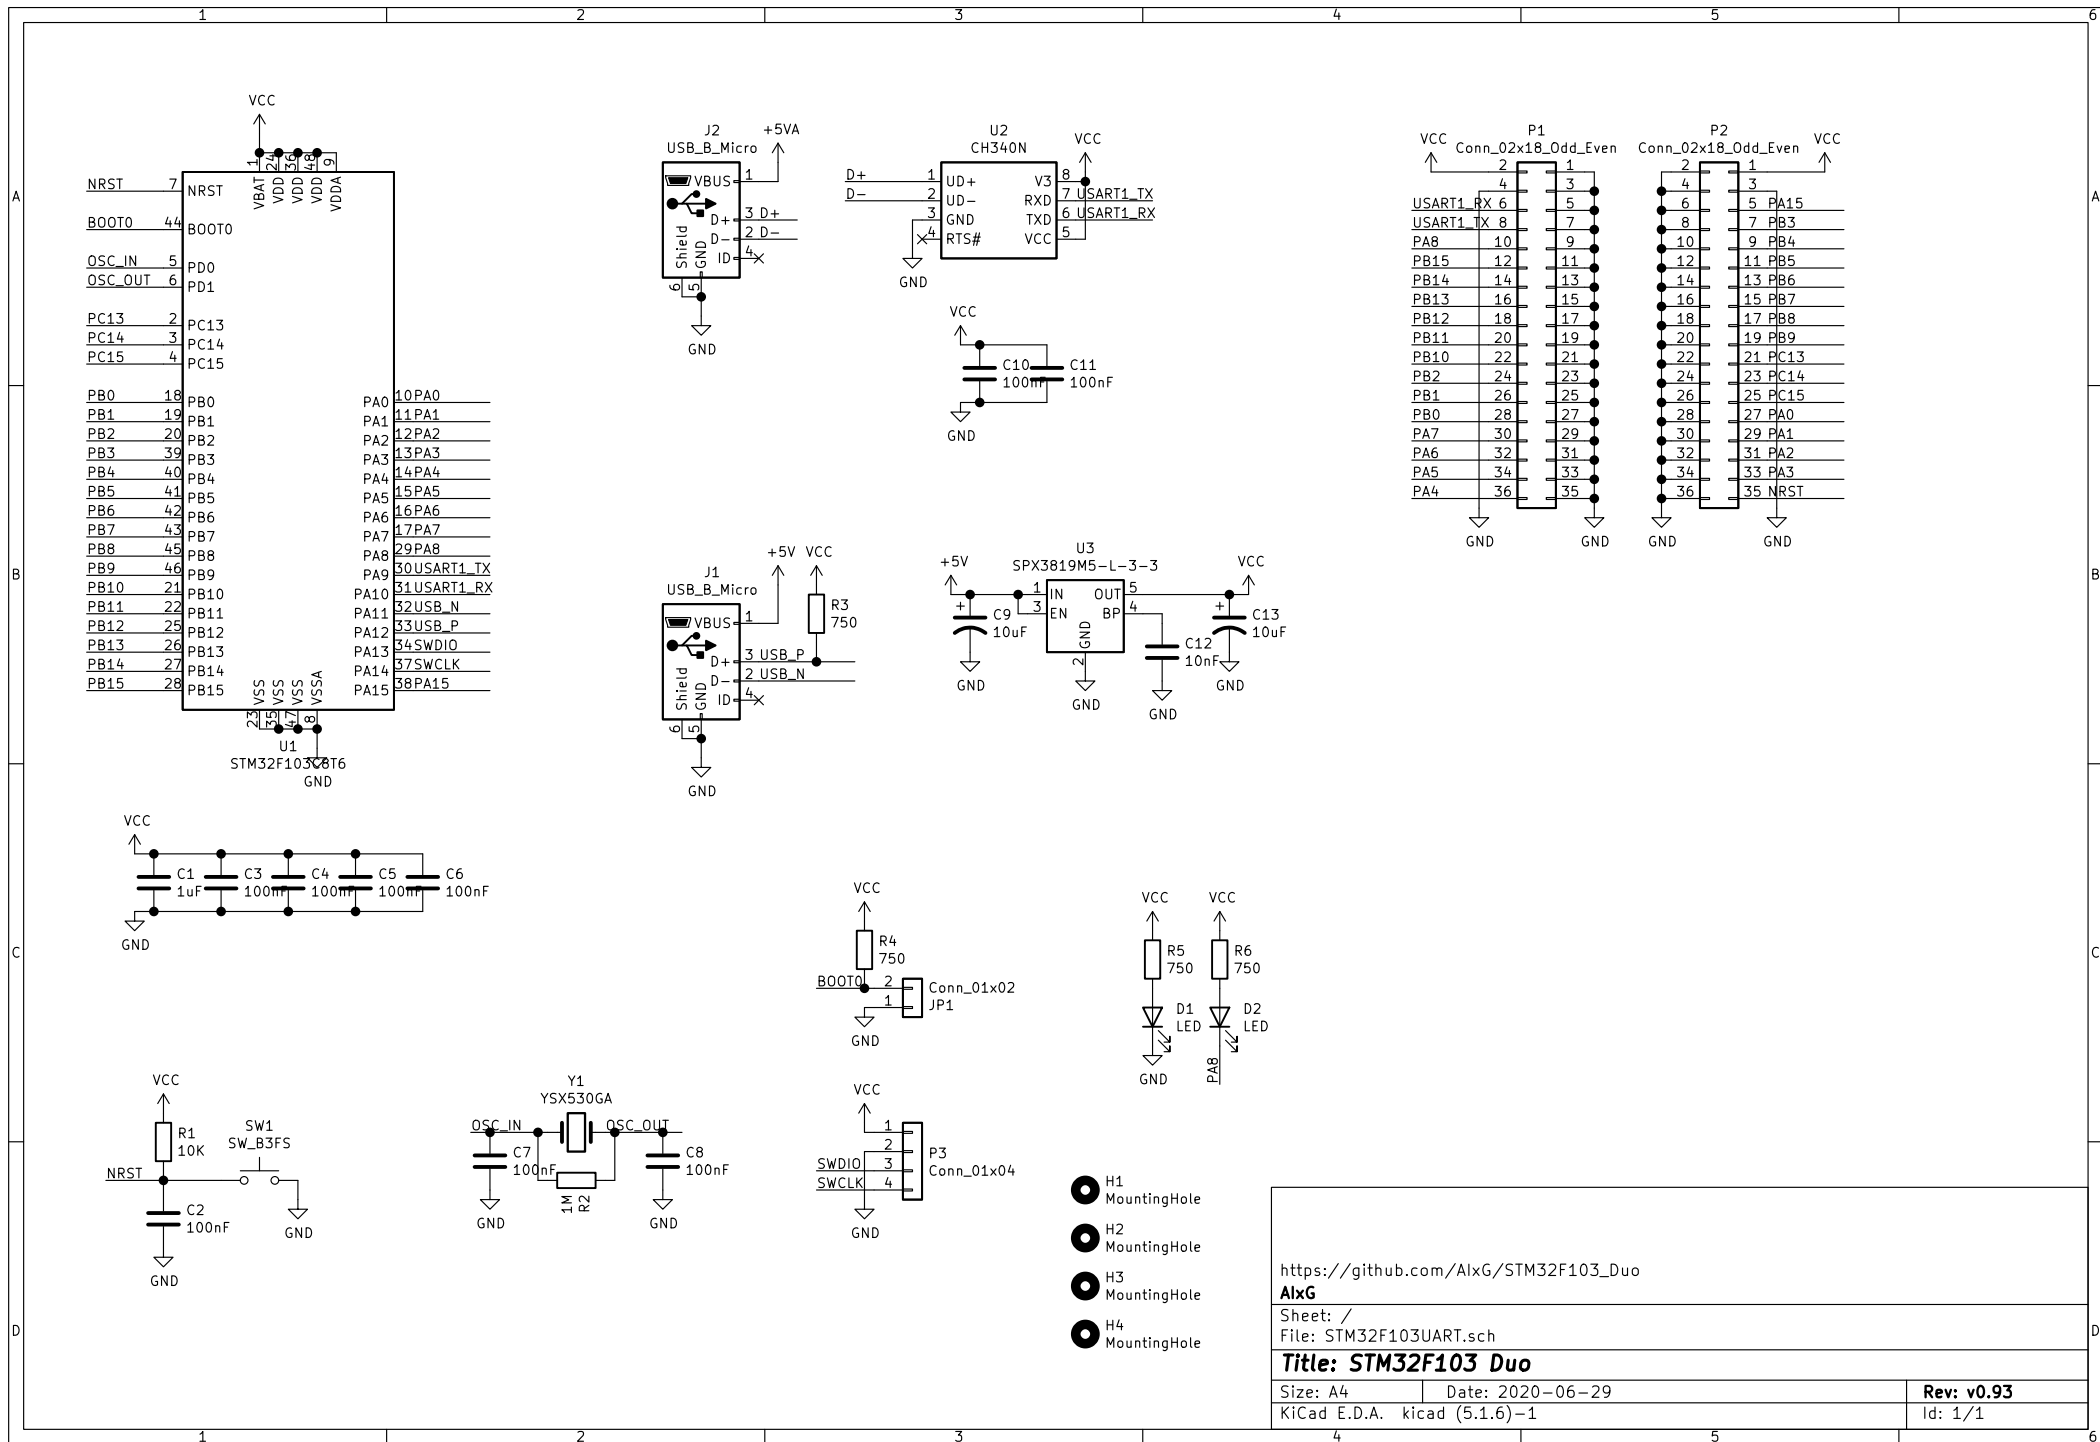 1 2 3 4 5 6
A
B
C
D
VCC
1 24 36 48 9
VBAT VDD VDD VDD VDDA
NRST 7 NRST
BOOT0 44 BOOT0
OSC_IN 5 PD0
OSC_OUT 6 PD1
PC13 2 PC13
PC14 3 PC14
PC15 4 PC15
PB0 18 PB0 PA0 10 PA0
PB1 19 PB1 PA1 11 PA1
PB2 20 PB2 PA2 12 PA2
PB3 39 PB3 PA3 13 PA3
PB4 40 PB4 PA4 14 PA4
PB5 41 PB5 PA5 15 PA5
PB6 42 PB6 PA6 16 PA6
PB7 43 PB7 PA7 17 PA7
PB8 45 PB8 PA8 29 PA8
PB9 46 PB9 PA9 30 USART1_TX
PB10 21 PB10 PA10 31 USART1_RX
PB11 22 PB11 PA11 32 USB_N
PB12 25 PB12 PA12 33 USB_P
PB13 26 PB13 PA13 34 SWDIO
PB14 27 PB14 PA14 37 SWCLK
PB15 28 PB15 PA15 38 PA15
VSS VSS VSS VSSA
23 35 47 8
U1
STM32F103C8T6
GND
J2
USB_B_Micro
+5VA
VBUS 1
D+ 3 D+
D- 2 D-
ID 4
Shield GND
6 5
GND
U2
CH340N
VCC
D+ 1 UD+ V3 8
D- 2 UD- RXD 7 USART1_TX
3 GND TXD 6 USART1_RX
4 RTS# VCC 5
GND
VCC
C10
100nF
C11
100nF
GND
P1
Conn_02x18_Odd_Even
VCC
2 1
4 3
USART1_RX 6 5
USART1_TX 8 7
PA8 10 9
PB15 12 11
PB14 14 13
PB13 16 15
PB12 18 17
PB11 20 19
PB10 22 21
PB2 24 23
PB1 26 25
PB0 28 27
PA7 30 29
PA6 32 31
PA5 34 33
PA4 36 35
GND GND
P2
Conn_02x18_Odd_Even
VCC
2 1
4 3
6 5 PA15
8 7 PB3
10 9 PB4
12 11 PB5
14 13 PB6
16 15 PB7
18 17 PB8
20 19 PB9
22 21 PC13
24 23 PC14
26 25 PC15
28 27 PA0
30 29 PA1
32 31 PA2
34 33 PA3
36 35 NRST
GND GND
J1
USB_B_Micro
+5V VCC
R3
750
VBUS 1
D+ 3 USB_P
D- 2 USB_N
ID 4
Shield GND
6 5
GND
U3
SPX3819M5-L-3-3
+5V VCC
1 IN OUT 5
3 EN BP 4
GND
2
+
C9
10uF
C12
10nF
+
C13
10uF
GND GND GND GND
VCC
C1
1uF
C3
100nF
C4
100nF
C5
100nF
C6
100nF
GND
VCC
R4
750
BOOT0 2 Conn_01x02
1 JP1
GND
VCC VCC
R5
750
R6
750
D1
LED
D2
LED
GND
PA8
VCC
R1
10K
SW1
SW_B3FS
NRST
C2
100nF
GND GND
Y1
YSX530GA
OSC_IN OSC_OUT
C7
100nF
C8
100nF
1M
R2
GND GND
VCC
1
2
SWDIO 3
SWCLK 4
P3
Conn_01x04
GND
H1
MountingHole
H2
MountingHole
H3
MountingHole
H4
MountingHole
https://github.com/AIxG/STM32F103_Duo
AIxG
Sheet: /
File: STM32F103UART.sch
Title: STM32F103 Duo
Size: A4 Date: 2020-06-29 Rev: v0.93
KiCad E.D.A. kicad (5.1.6)-1 Id: 1/1
A
B
C
D
1 2 3 4 5 6